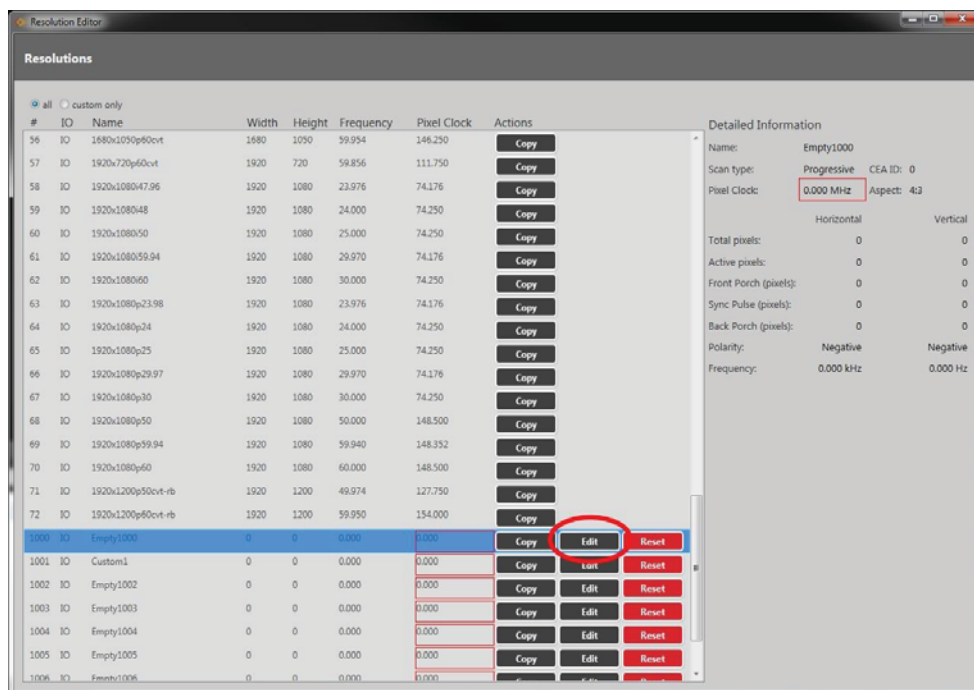 Resolution Editor
Resolutions
all custom only
# IO Name Width Height Frequency Pixel Clock Actions
56 IO 1680x1050p60cvt 1680 1050 59.954 146.250 Copy
57 IO 1920x720p60cvt 1920 720 59.856 111.750 Copy
58 IO 1920x1080i47.96 1920 1080 23.976 74.176 Copy
59 IO 1920x1080i48 1920 1080 24.000 74.250 Copy
60 IO 1920x1080i50 1920 1080 25.000 74.250 Copy
61 IO 1920x1080i59.94 1920 1080 29.970 74.176 Copy
62 IO 1920x1080i60 1920 1080 30.000 74.250 Copy
63 IO 1920x1080p23.98 1920 1080 23.976 74.176 Copy
64 IO 1920x1080p24 1920 1080 24.000 74.250 Copy
65 IO 1920x1080p25 1920 1080 25.000 74.250 Copy
66 IO 1920x1080p29.97 1920 1080 29.970 74.176 Copy
67 IO 1920x1080p30 1920 1080 30.000 74.250 Copy
68 IO 1920x1080p50 1920 1080 50.000 148.500 Copy
69 IO 1920x1080p59.94 1920 1080 59.940 148.352 Copy
70 IO 1920x1080p60 1920 1080 60.000 148.500 Copy
71 IO 1920x1200p50cvt-rb 1920 1200 49.974 127.750 Copy
72 IO 1920x1200p60cvt-rb 1920 1200 59.950 154.000 Copy
1000 IO Empty1000 0 0 0.000 0.000 Copy Edit Reset
1001 IO Custom1 0 0 0.000 0.000 Copy Edit Reset
1002 IO Empty1002 0 0 0.000 0.000 Copy Edit Reset
1003 IO Empty1003 0 0 0.000 0.000 Copy Edit Reset
1004 IO Empty1004 0 0 0.000 0.000 Copy Edit Reset
1005 IO Empty1005 0 0 0.000 0.000 Copy Edit Reset
1006 IO Empty1006 0 0 0.000 0.000
Detailed Information
Name: Empty1000
Scan type: Progressive CEA ID: 0
Pixel Clock: 0.000 MHz Aspect: 4:3
Horizontal Vertical
Total pixels: 0 0
Active pixels: 0 0
Front Porch (pixels): 0 0
Sync Pulse (pixels): 0 0
Back Porch (pixels): 0 0
Polarity: Negative Negative
Frequency: 0.000 kHz 0.000 Hz